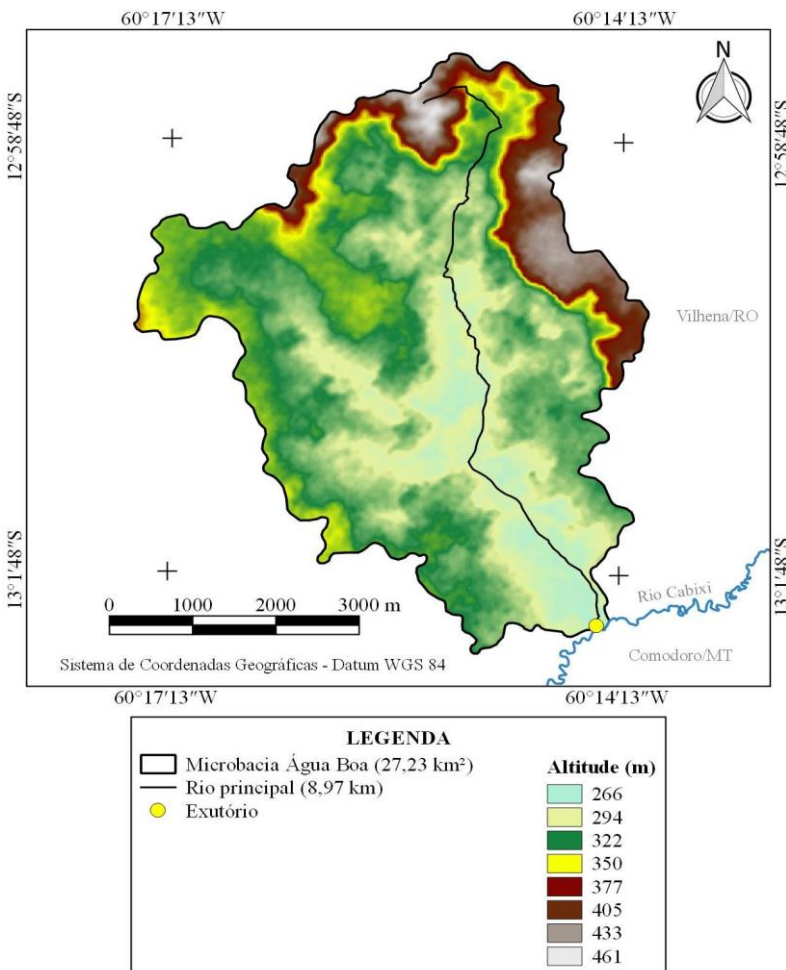 60°17'13"W 60°14'13"W
N
12°58'48"S 12°58'48"S
Vilhena/RO
13°1'48"S 13°1'48"S
Rio Cabixi
0 1000 2000 3000 m
Comodoro/MT
Sistema de Coordenadas Geográficas - Datum WGS 84
60°17'13"W 60°14'13"W
LEGENDA
Microbacia Água Boa (27,23 km²)
Rio principal (8,97 km)
Exutório
Altitude (m)
266
294
322
350
377
405
433
461